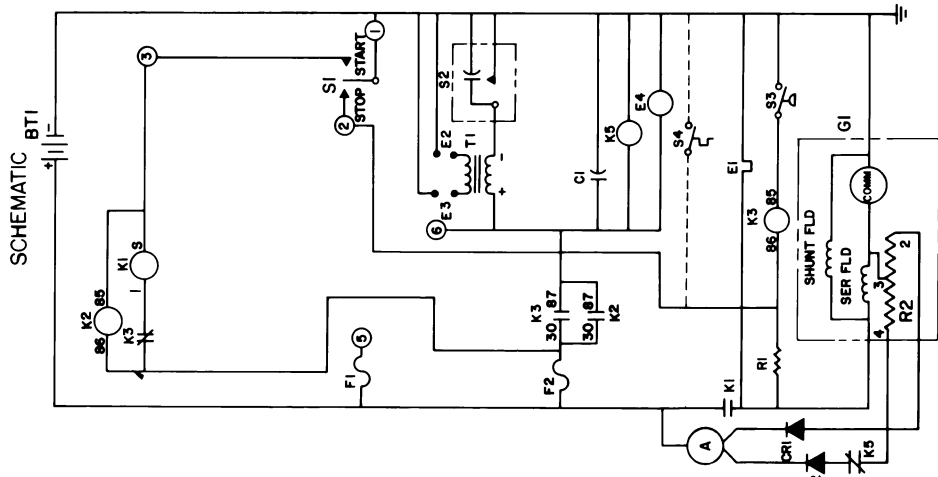 SCHEMATIC
BT1
+ -
3
1
START
S1
STOP
2
K2
86 85
K1
1 S
K3
S2
E2
E3
T1
+ -
6
C1
K5
E4
S4
E1
S3
K3
86 85
G1
SHUNT FLD
SER FLD
COMM
4 3 2
R2
K3
30 87
30 87
K2
5
F1
F2
R1
K1
A
CR1
K5